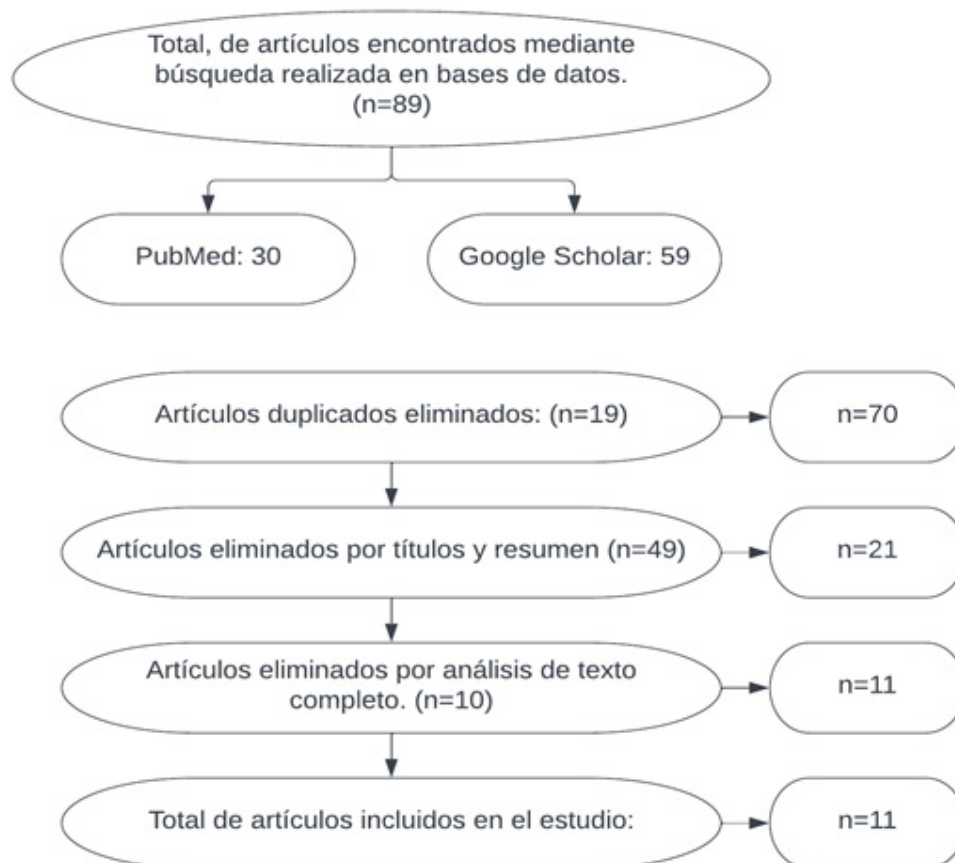 Total, de artículos encontrados mediante
búsqueda realizada en bases de datos.
(n=89)
PubMed: 30
Google Scholar: 59
Artículos duplicados eliminados: (n=19)
n=70
Artículos eliminados por títulos y resumen (n=49)
n=21
Artículos eliminados por análisis de texto
completo. (n=10)
n=11
Total de artículos incluidos en el estudio:
n=11